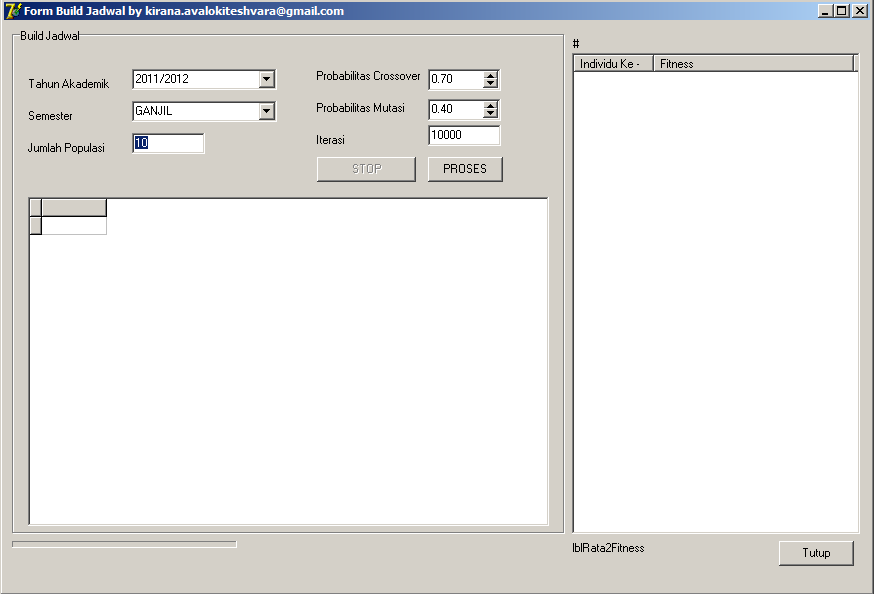 Form Build Jadwal by kirana.avalokiteshvara@gmail.com
Build Jadwal
Tahun Akademik 2011/2012
Semester GANJIL
Jumlah Populasi 10
Probabilitas Crossover 0.70
Probabilitas Mutasi 0.40
Iterasi 10000
STOP PROSES
#
Individu Ke - Fitness
lblRata2Fitness
Tutup